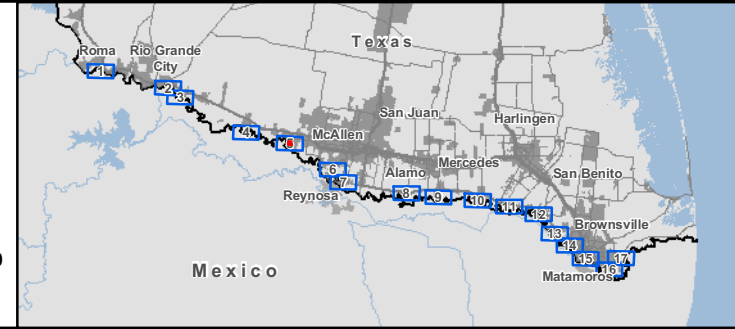 Texas
Roma
Rio Grande
City
1
2
3
San Juan
Harlingen
4
McAllen
5
Mercedes
6
Alamo
San Benito
7
Reynosa
8
9
10
11
12
Brownsville
13
14
Mexico
15
17
16
Matamoros